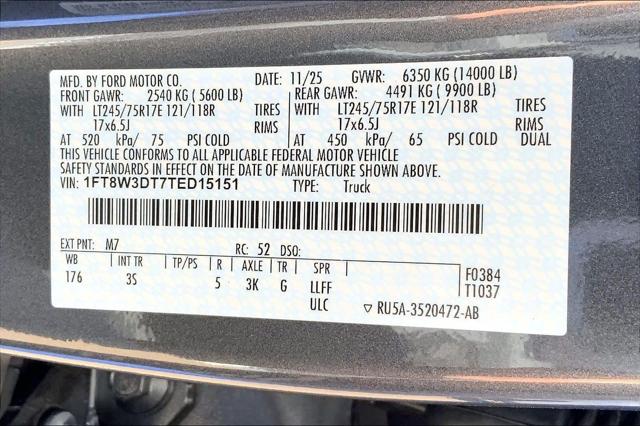 MFD. BY FORD MOTOR CO. DATE: 11/25 GVWR: 6350 KG (14000 LB)
FRONT GAWR: 2540 KG (5600 LB) REAR GAWR: 4491 KG (9900 LB)
WITH LT245/75R17E 121/118R TIRES WITH LT245/75R17E 121/118R TIRES
17x6.5J RIMS 17x6.5J RIMS
AT 520 kPa/ 75 PSI COLD AT 450 kPa/ 65 PSI COLD DUAL
THIS VEHICLE CONFORMS TO ALL APPLICABLE FEDERAL MOTOR VEHICLE
SAFETY STANDARDS IN EFFECT ON THE DATE OF MANUFACTURE SHOWN ABOVE.
VIN: 1FT8W3DT7TED15151 TYPE: Truck
EXT PNT: M7 RC: 52 DSO:
WB INT TR TP/PS R AXLE TR SPR F0384
176 3S 5 3K G LLFF T1037
ULC ▽ RU5A-3520472-AB